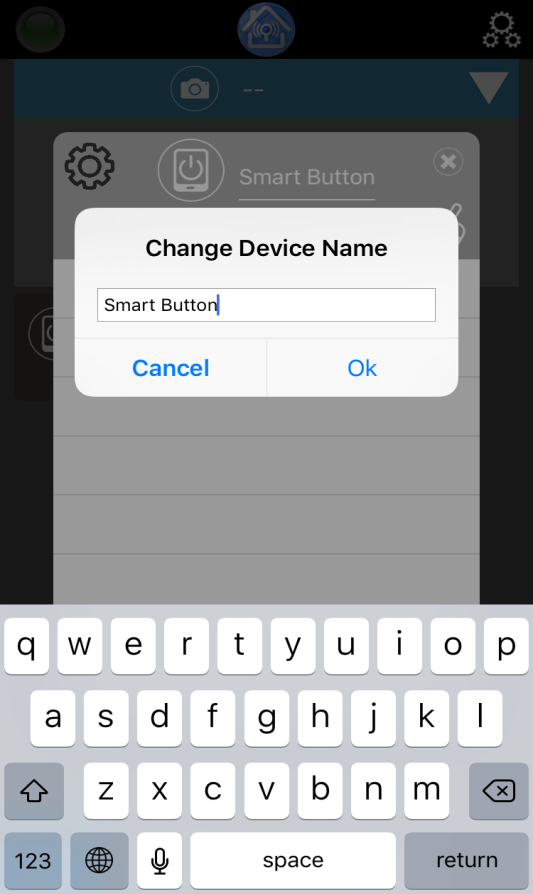 --
Smart Button
Change Device Name
Smart Button
Cancel Ok
q w e r t y u i o p
a s d f g h j k l
z x c v b n m
123 space return